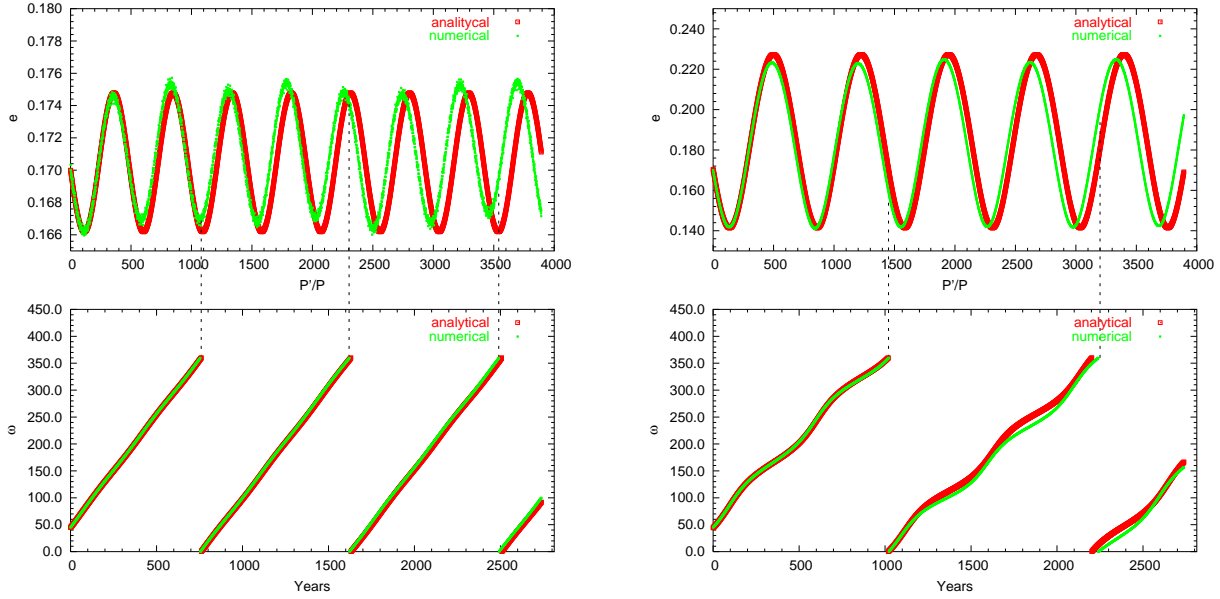 0.180
0.178
0.176
0.174
0.172
0.170
0.168
0.166
e
analitycal
numerical
0 500 1000 1500 2000 2500 3000 3500 4000
P'/P
0.240
0.220
0.200
0.180
0.160
0.140
e
analytical
numerical
0 500 1000 1500 2000 2500 3000 3500 4000
P'/P
450.0
400.0
350.0
300.0
250.0
200.0
150.0
100.0
50.0
0.0
ω
analytical
numerical
0 500 1000 1500 2000 2500
Years
450.0
400.0
350.0
300.0
250.0
200.0
150.0
100.0
50.0
0.0
ω
analytical
numerical
0 500 1000 1500 2000 2500
Years